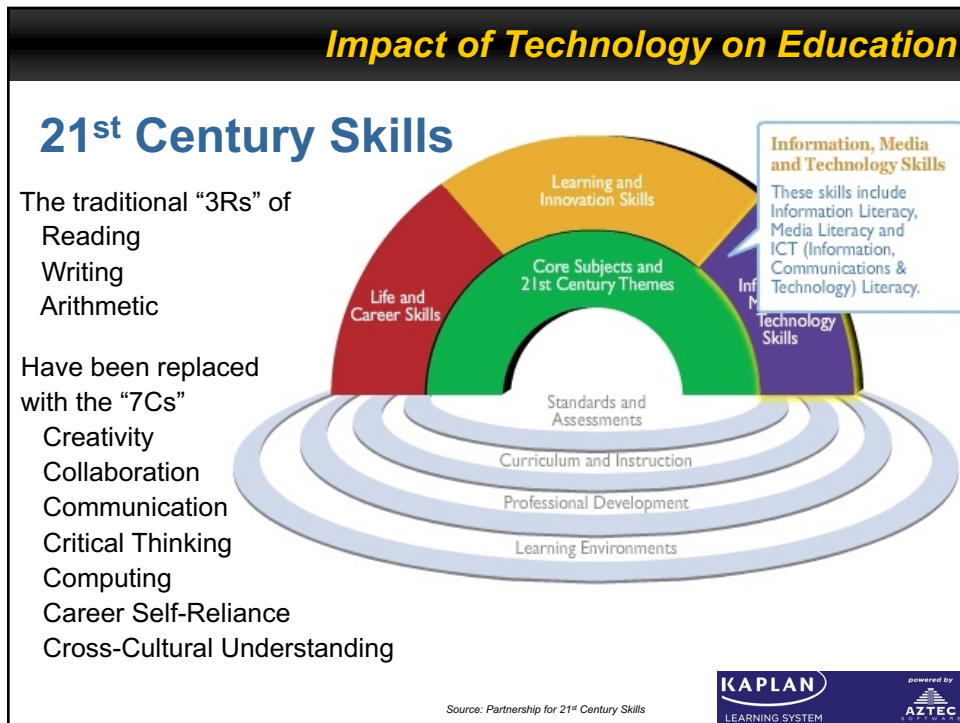 Impact of Technology on Education
21st Century Skills
The traditional “3Rs” of
Reading
Writing
Arithmetic
Have been replaced
with the “7Cs”
Creativity
Collaboration
Communication
Critical Thinking
Computing
Career Self-Reliance
Cross-Cultural Understanding
Learning and
Innovation Skills
Core Subjects and
21st Century Themes
Life and
Career Skills
Technology
Skills
Information, Media
and Technology Skills
These skills include
Information Literacy,
Media Literacy and
ICT (Information,
Communications &
Technology) Literacy.
Standards and
Assessments
Curriculum and Instruction
Professional Development
Learning Environments
Source: Partnership for 21st Century Skills
KAPLAN
LEARNING SYSTEM
powered by
AZTEC
SOFTWARE